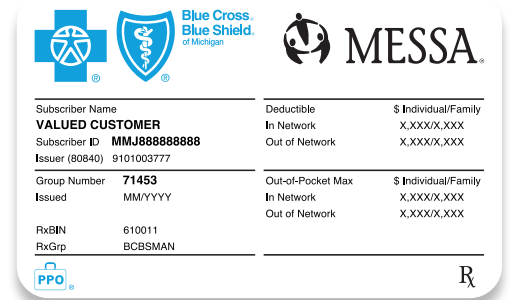 Blue Cross®
Blue Shield®
of Michigan
MESSA®
® ®
Subscriber Name
VALUED CUSTOMER
Subscriber ID MMJ888888888
Issuer (80840) 9101003777
Deductible $ Individual/Family
In Network X,XXX/X,XXX
Out of Network X,XXX/X,XXX
Group Number 71453
Issued MM/YYYY
RxBIN 610011
RxGrp BCBSMAN
Out-of-Pocket Max $ Individual/Family
In Network X,XXX/X,XXX
Out of Network X,XXX/X,XXX
PPO®
Rx